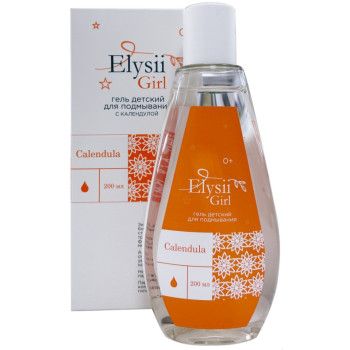 Elysii
Girl
гель детский
для подмывани
с календулой
Calendula
200 мл
0+
Elysii
Girl
гель детский
для подмывания
Calendula
200 мл